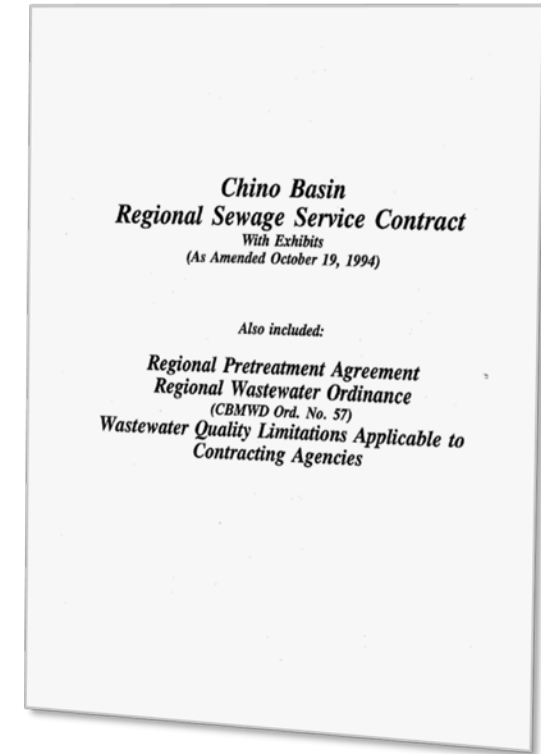 Chino Basin
Regional Sewage Service Contract
With Exhibits
(As Amended October 19, 1994)
Also included:
Regional Pretreatment Agreement
Regional Wastewater Ordinance
(CBMWD Ord. No. 57)
Wastewater Quality Limitations Applicable to
Contracting Agencies